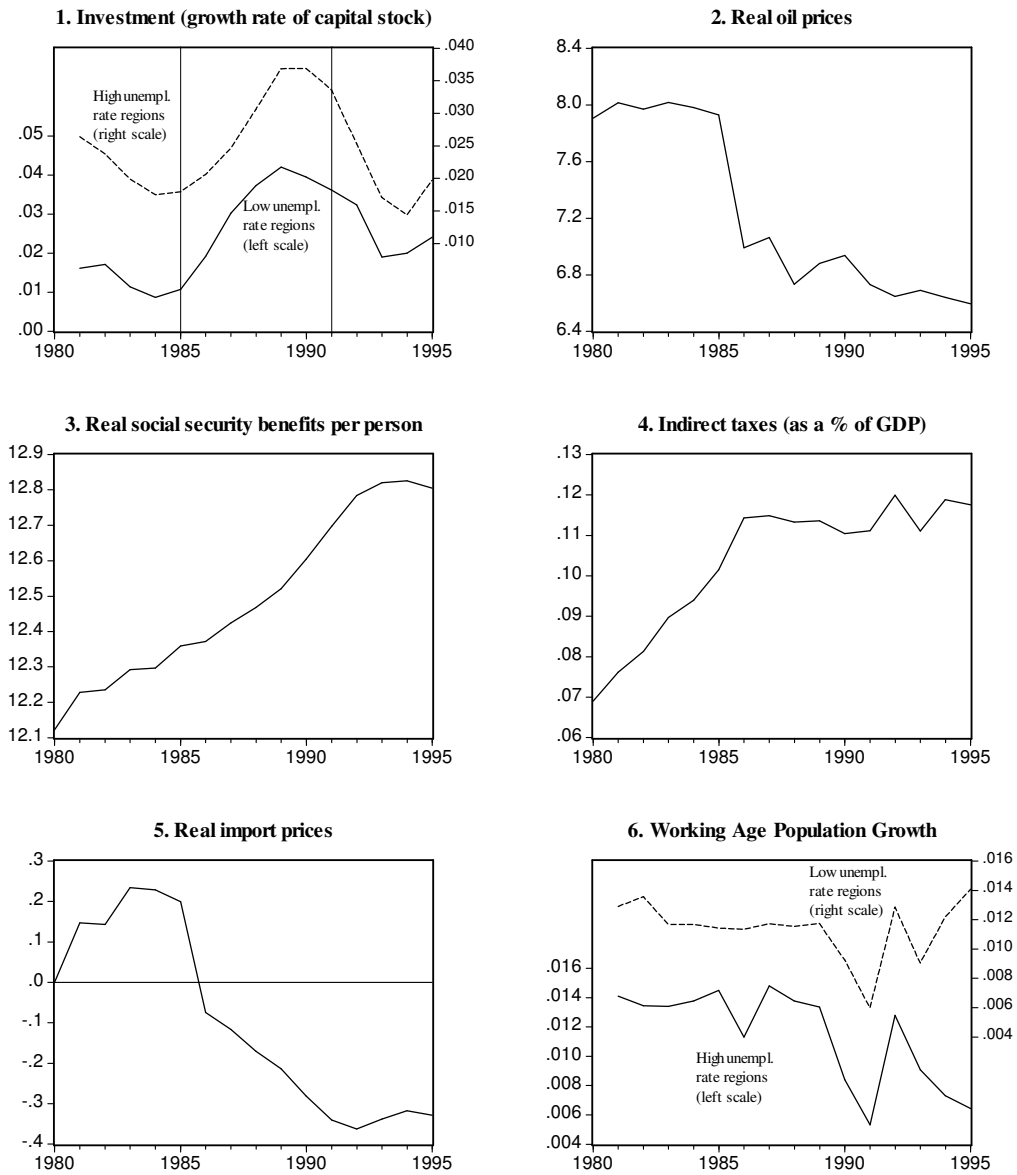 1. Investment (growth rate of capital stock)
.05
.04
.03
.02
.01
.00
.040
.035
.030
.025
.020
.015
.010
High unempl.
rate regions
(right scale)
Low unempl.
rate regions
(left scale)
1980 1985 1990 1995
2. Real oil prices
8.4
8.0
7.6
7.2
6.8
6.4
1980 1985 1990 1995
3. Real social security benefits per person
12.9
12.8
12.7
12.6
12.5
12.4
12.3
12.2
12.1
1980 1985 1990 1995
4. Indirect taxes (as a % of GDP)
.13
.12
.11
.10
.09
.08
.07
.06
1980 1985 1990 1995
5. Real import prices
.3
.2
.1
.0
-.1
-.2
-.3
-.4
1980 1985 1990 1995
6. Working Age Population Growth
.016
.014
.012
.010
.008
.006
.004
.016
.014
.012
.010
.008
.006
.004
Low unempl.
rate regions
(right scale)
High unempl.
rate regions
(left scale)
1980 1985 1990 1995